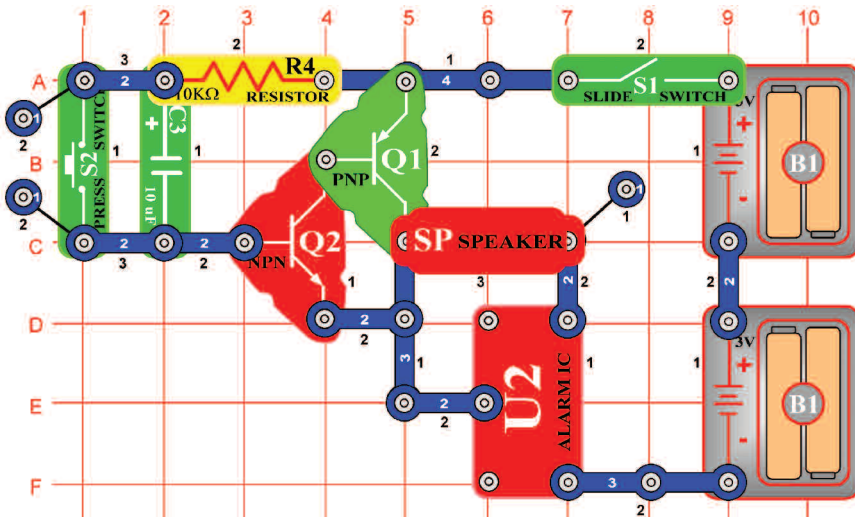 1 2 3 4 5 6 7 8 9 10
3 2 1 2
A 2 R4 4 S1 3V
10KΩ RESISTOR SLIDE SWITCH
1 C3 + +
2
B S2 PRESS SWITCH 1 10 uF 1 PNP Q1 2 1 B1
- 
1 2 Q2 1
C 2 2 NPN SP SPEAKER
3 2 1 3 2 2 2 2
D 2 3V
2 3 1 U2 ALARM IC 1 1 +
E 2 B1
2 -
F 3
2